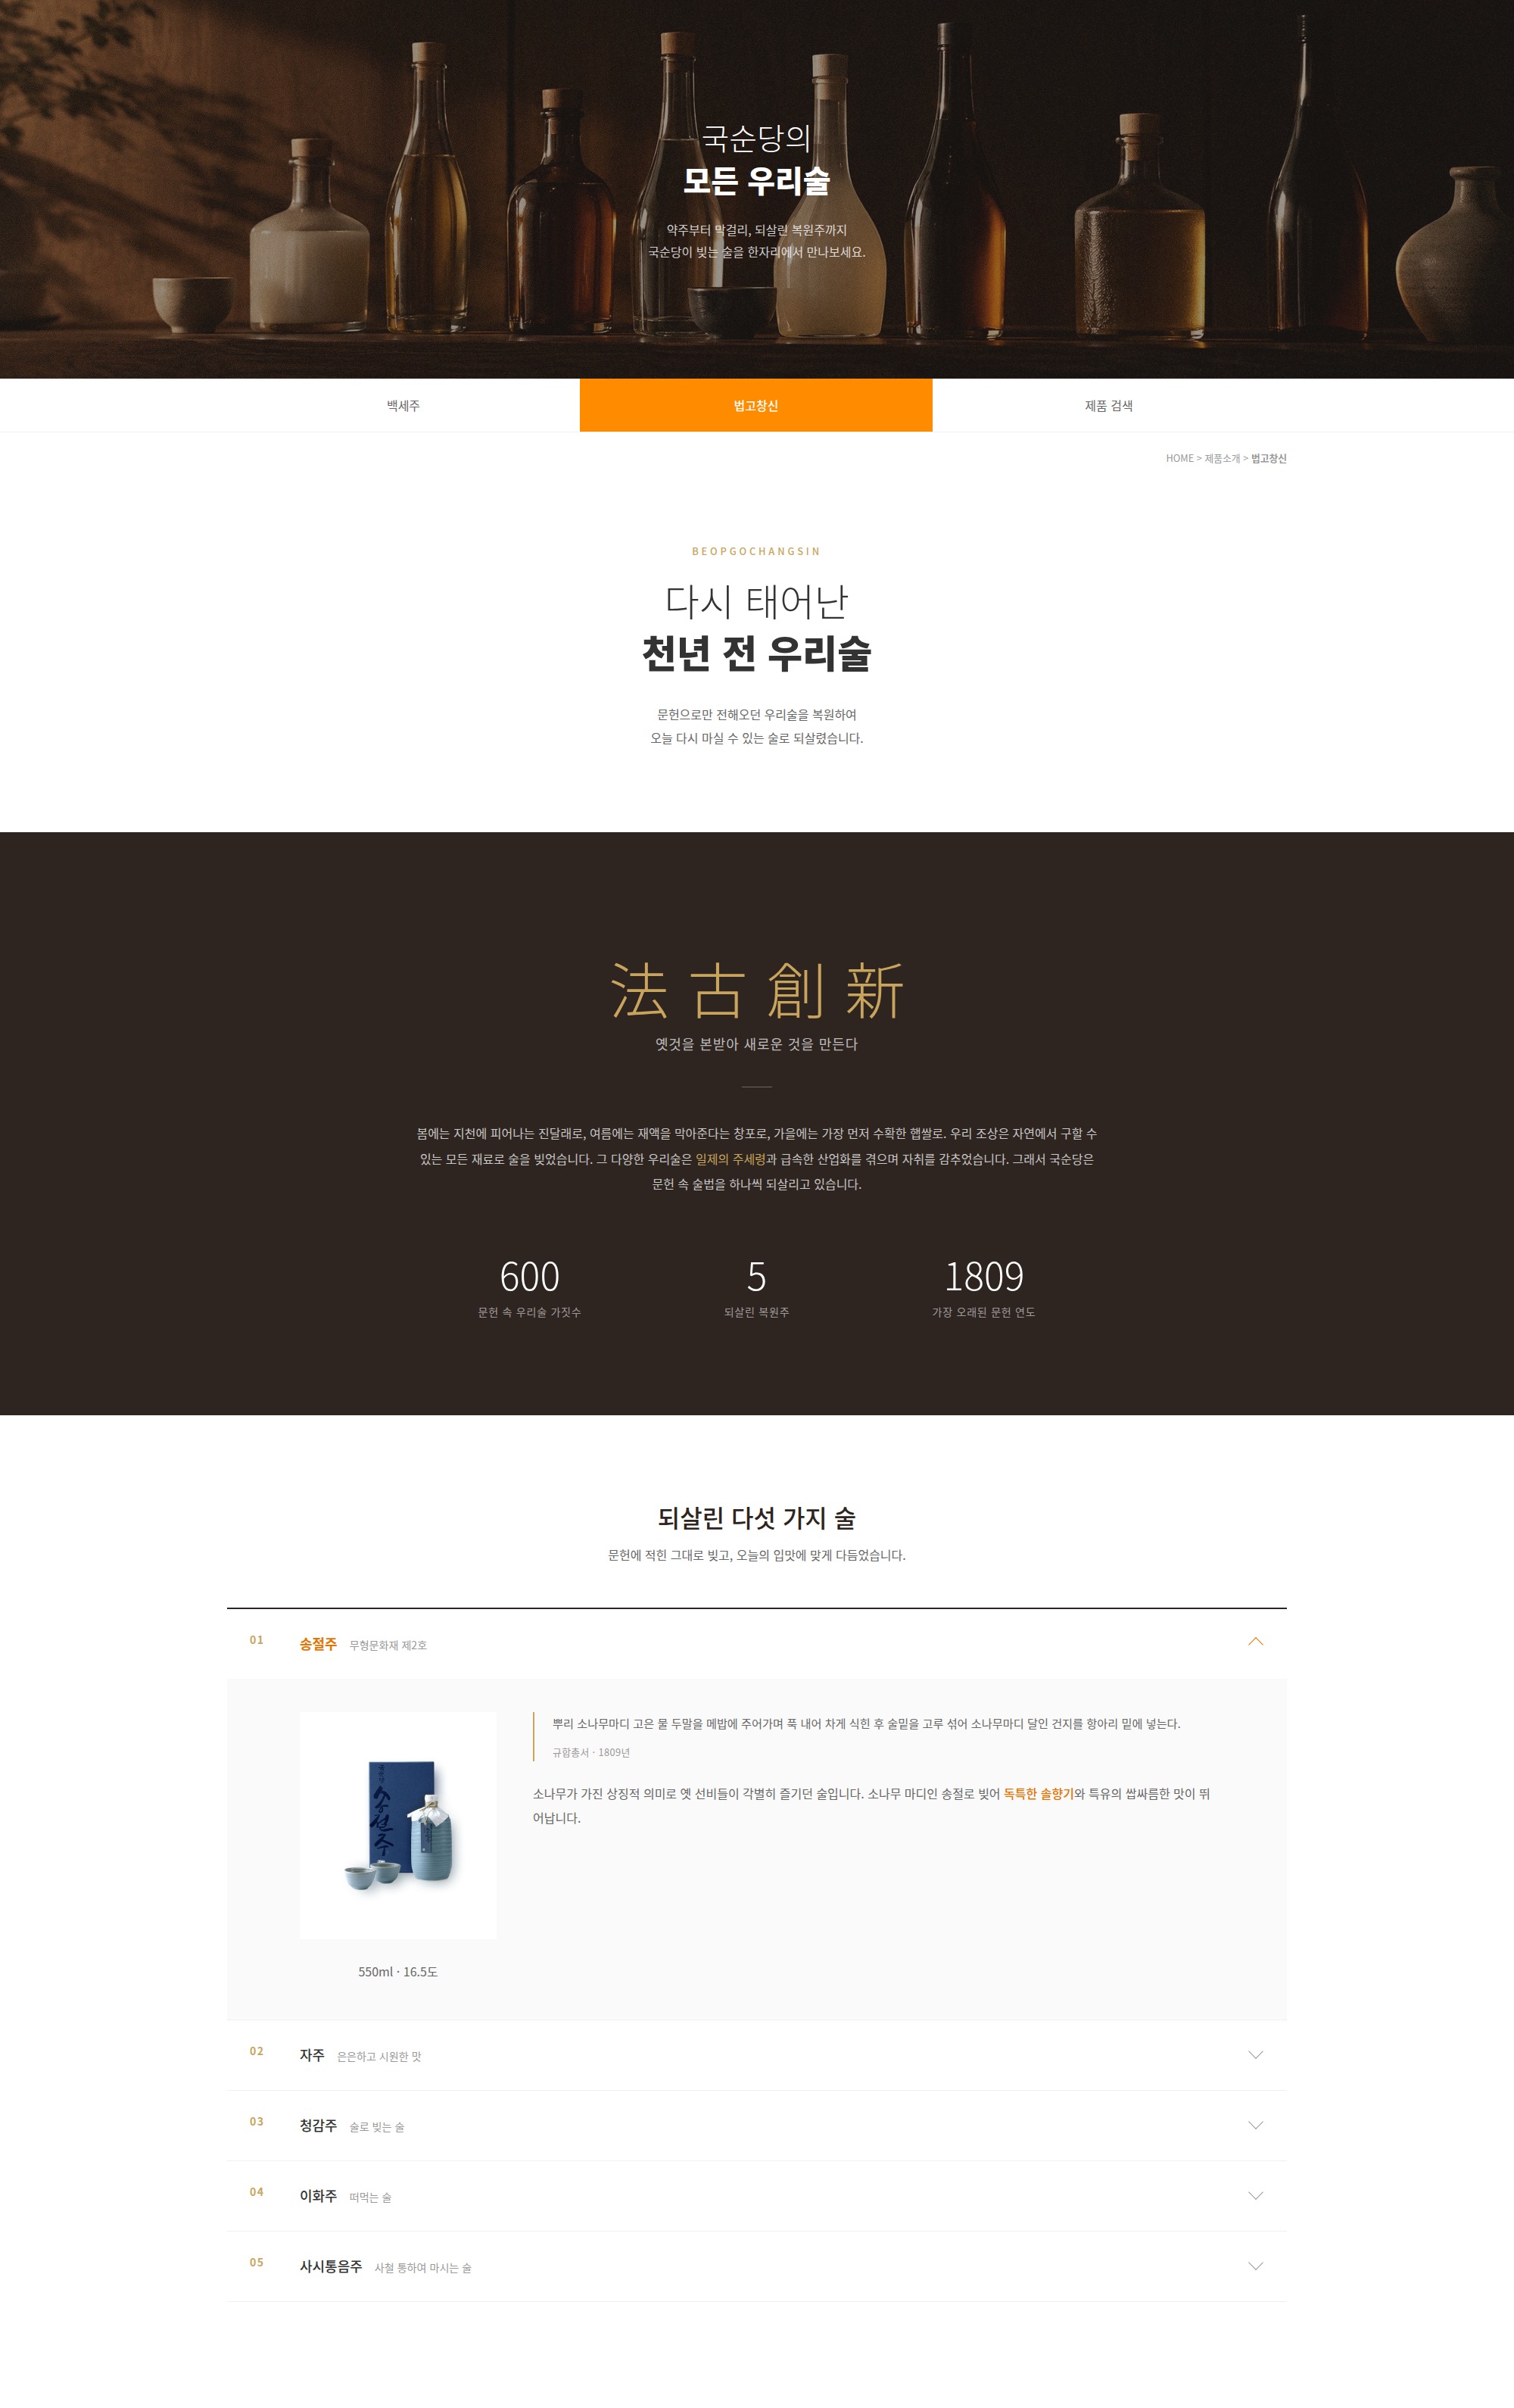 국순당의
모든 우리술
약주부터 막걸리, 되살린 복원주까지
국순당이 빚는 술을 한자리에서 만나보세요.
백세주
법고창신
제품 검색
HOME > 제품소개 > 법고창신
BEOPGOCHANGSIN
다시 태어난
천년 전 우리술
문헌으로만 전해오던 우리술을 복원하여
오늘 다시 마실 수 있는 술로 되살렸습니다.
法古創新
옛것을 본받아 새로운 것을 만든다
봄에는 지천에 피어나는 진달래로, 여름에는 재액을 막아준다는 창포로, 가을에는 가장 먼저 수확한 햅쌀로. 우리 조상은 자연에서 구할 수
있는 모든 재료로 술을 빚었습니다. 그 다양한 우리술은 일제의 주세령과 급속한 산업화를 겪으며 자취를 감추었습니다. 그래서 국순당은
문헌 속 술법을 하나씩 되살리고 있습니다.
600
문헌 속 우리술 가짓수
5
되살린 복원주
1809
가장 오래된 문헌 연도
되살린 다섯 가지 술
문헌에 적힌 그대로 빚고, 오늘의 입맛에 맞게 다듬었습니다.
01 송절주 무형문화재 제2호
뿌리 소나무마디 고은 물 두말을 메밥에 주어가며 푹 내어 차게 식힌 후 술밑을 고루 섞어 소나무마디 달인 건지를 항아리 밑에 넣는다.
규합총서 · 1809년
소나무가 가진 상징적 의미로 옛 선비들이 각별히 즐기던 술입니다. 소나무 마디인 송절로 빚어 독특한 솔향기와 특유의 쌉싸름한 맛이 뛰
어납니다.
송절주
550ml · 16.5도
02 자주 은은하고 시원한 맛
03 청감주 술로 빚는 술
04 이화주 떠먹는 술
05 사시통음주 사철 통하여 마시는 술